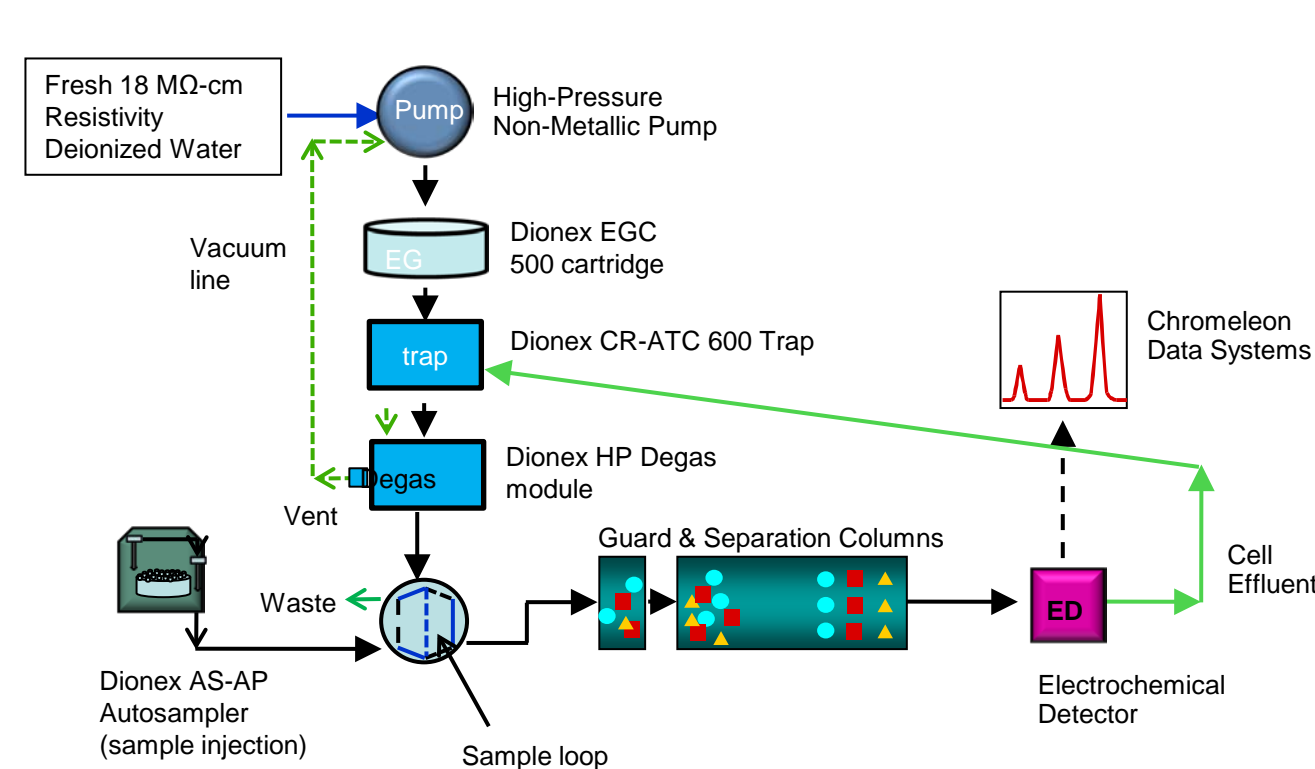 Fresh 18 MΩ-cm
Resistivity
Deionized Water
Pump
High-Pressure
Non-Metallic Pump
Vacuum
line
EG
Dionex EGC
500 cartridge
trap
Dionex CR-ATC 600 Trap
Chromeleon
Data Systems
Degas
Dionex HP Degas
module
Vent
Guard & Separation Columns
Waste
ED
Cell
Effluent
Dionex AS-AP
Autosampler
(sample injection)
Sample loop
Electrochemical
Detector